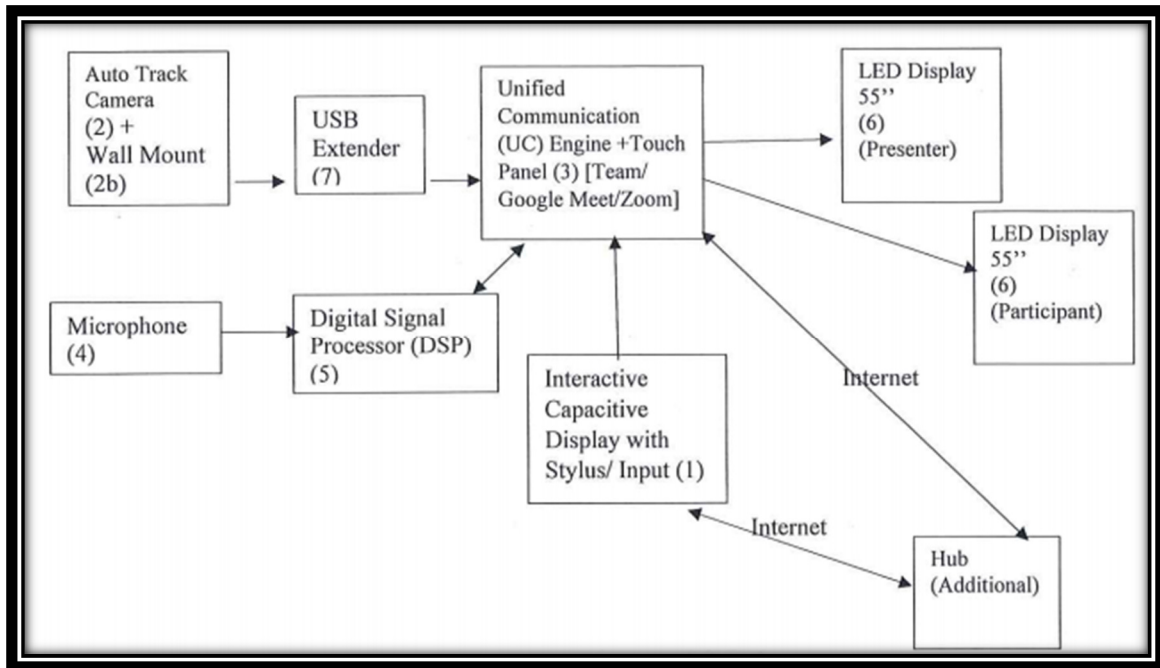 Auto Track
Camera
(2) +
Wall Mount
(2b)
USB
Extender
(7)
Unified
Communication
(UC) Engine +Touch
Panel (3) [Team/
Google Meet/Zoom]
LED Display
55’’
(6)
(Presenter)
LED Display
55’’
(6)
(Participant)
Microphone
(4)
Digital Signal
Processor (DSP)
(5)
Interactive
Capacitive
Display with
Stylus/ Input (1)
Internet
Internet
Hub
(Additional)